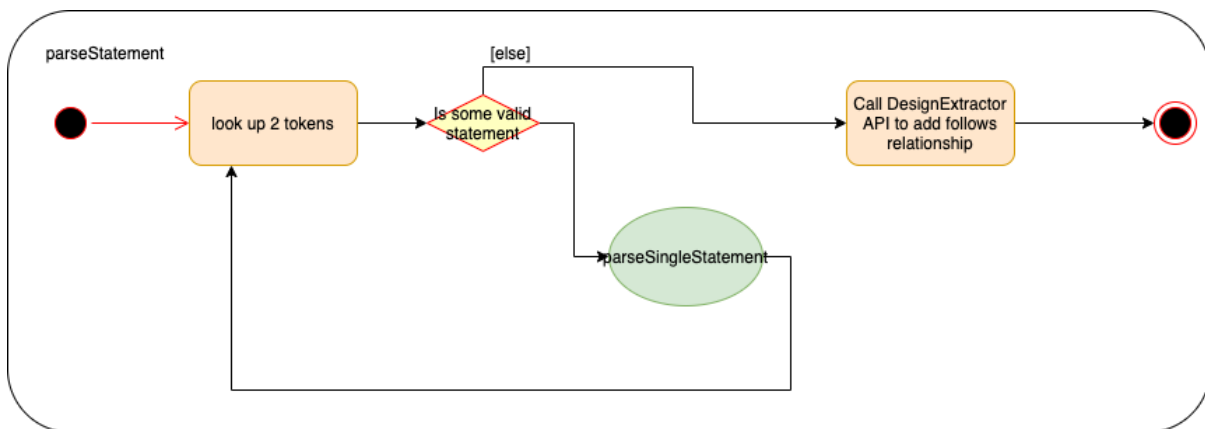 parseStatement
[else]
look up 2 tokens
Is some valid
statement
Call DesignExtractor
API to add follows
relationship
parseSingleStatement